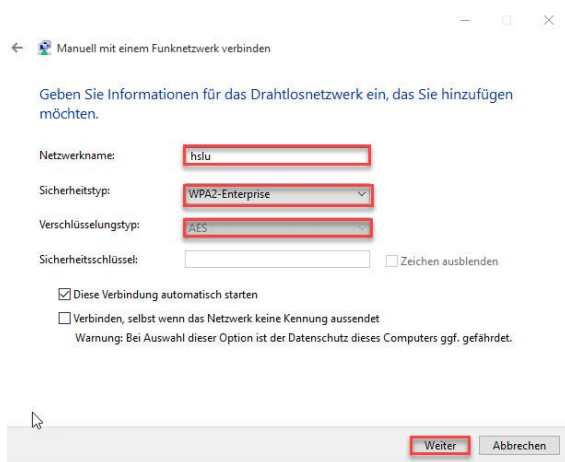 Manuell mit einem Funknetzwerk verbinden
Geben Sie Informationen für das Drahtlosnetzwerk ein, das Sie hinzufügen
möchten.
Netzwerkname:
hslu
Sicherheitstyp:
WPA2-Enterprise
Verschlüsselungstyp:
AES
Sicherheitsschlüssel:
Zeichen ausblenden
Diese Verbindung automatisch starten
Verbinden, selbst wenn das Netzwerk keine Kennung aussendet
Warnung: Bei Auswahl dieser Option ist der Datenschutz dieses Computers ggf. gefährdet.
Weiter
Abbrechen